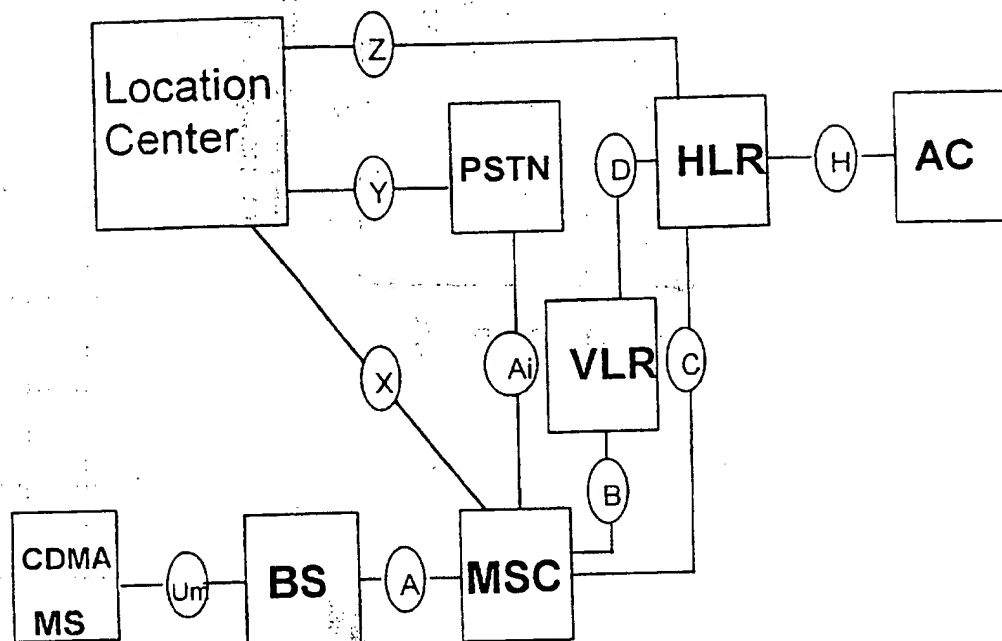 Z
Location
Center
PSTN
HLR
AC
D
H
Y
VLR
C
Ai
X
B
CDMA
MS
Um
BS
A
MSC